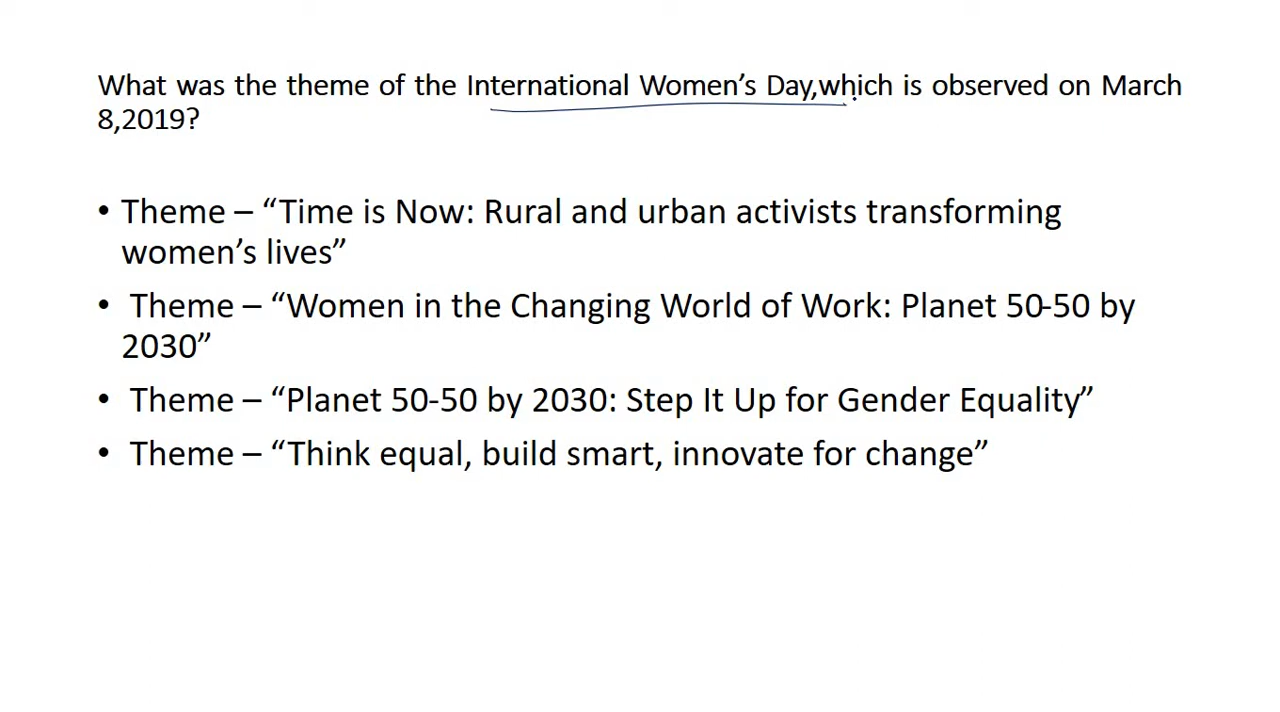 What was the theme of the International Women’s Day,which is observed on March
8,2019?
• Theme – “Time is Now: Rural and urban activists transforming
women’s lives”
• Theme – “Women in the Changing World of Work: Planet 50-50 by
2030”
• Theme – “Planet 50-50 by 2030: Step It Up for Gender Equality”
• Theme – “Think equal, build smart, innovate for change”